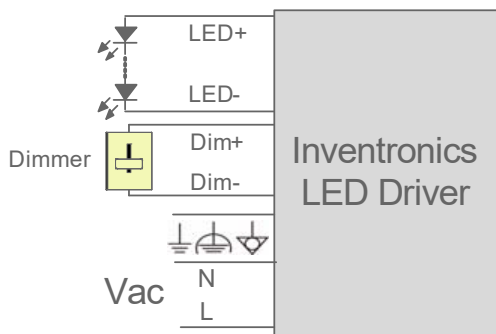 LED+
LED-
Dim+
Dimmer
Dim-
Inventronics
LED Driver
Vac
N
L